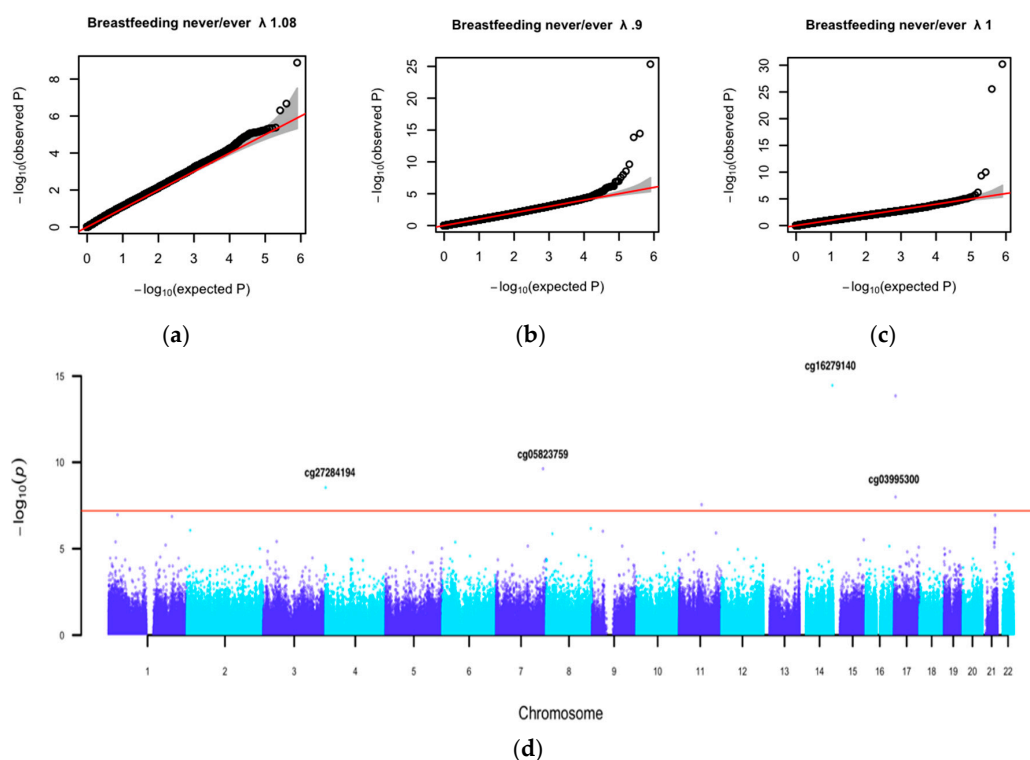 Breastfeeding never/ever λ 1.08
−log10(observed P)
8
6
4
2
0
0 1 2 3 4 5 6
−log10(expected P)
(a)
Breastfeeding never/ever λ .9
−log10(observed P)
25
20
15
10
5
0
0 1 2 3 4 5 6
−log10(expected P)
(b)
Breastfeeding never/ever λ 1
−log10(observed P)
30
25
20
15
10
5
0
0 1 2 3 4 5 6
−log10(expected P)
(c)
−log10(p)
15
10
5
0
cg16279140
cg05823759
cg27284194
cg03995300
1 2 3 4 5 6 7 8 9 10 11 12 13 14 15 16 17 18 19 20 21 22
Chromosome
(d)